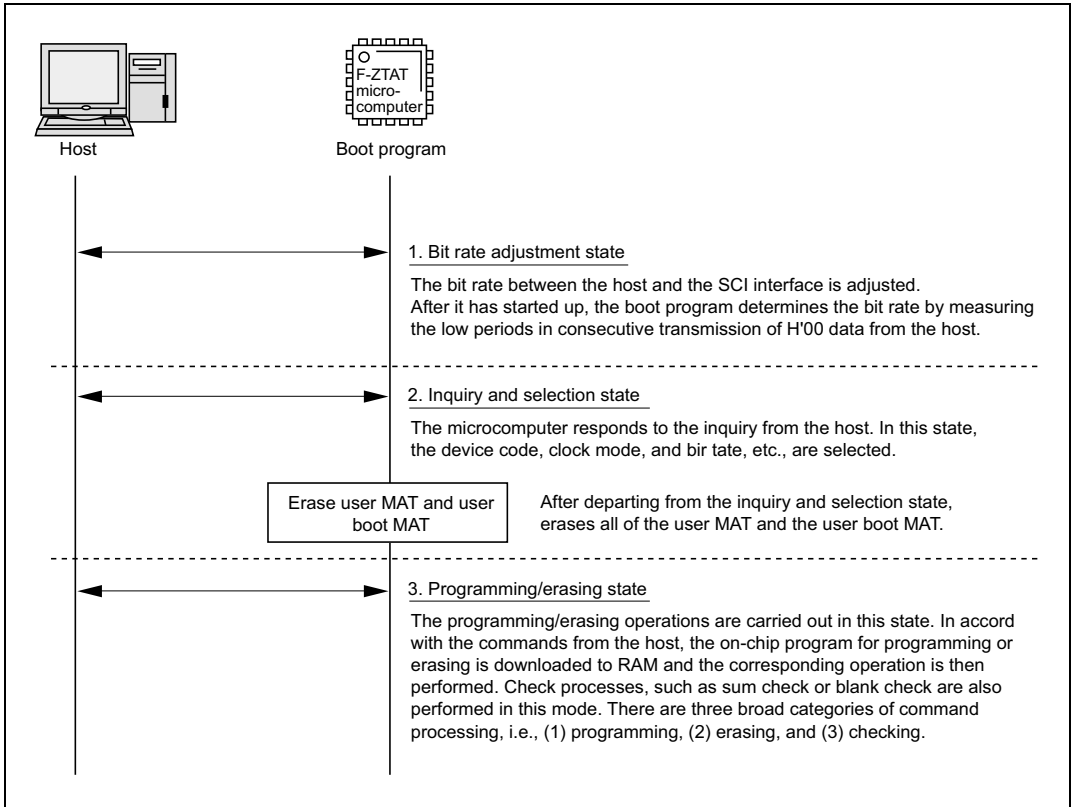 F-ZTAT
micro-
computer
Host
Boot program
1. Bit rate adjustment state
The bit rate between the host and the SCI interface is adjusted.
After it has started up, the boot program determines the bit rate by measuring
the low periods in consecutive transmission of H'00 data from the host.
2. Inquiry and selection state
The microcomputer responds to the inquiry from the host. In this state,
the device code, clock mode, and bir tate, etc., are selected.
Erase user MAT and user
boot MAT
After departing from the inquiry and selection state,
erases all of the user MAT and the user boot MAT.
3. Programming/erasing state
The programming/erasing operations are carried out in this state. In accord
with the commands from the host, the on-chip program for programming or
erasing is downloaded to RAM and the corresponding operation is then
performed. Check processes, such as sum check or blank check are also
performed in this mode. There are three broad categories of command
processing, i.e., (1) programming, (2) erasing, and (3) checking.